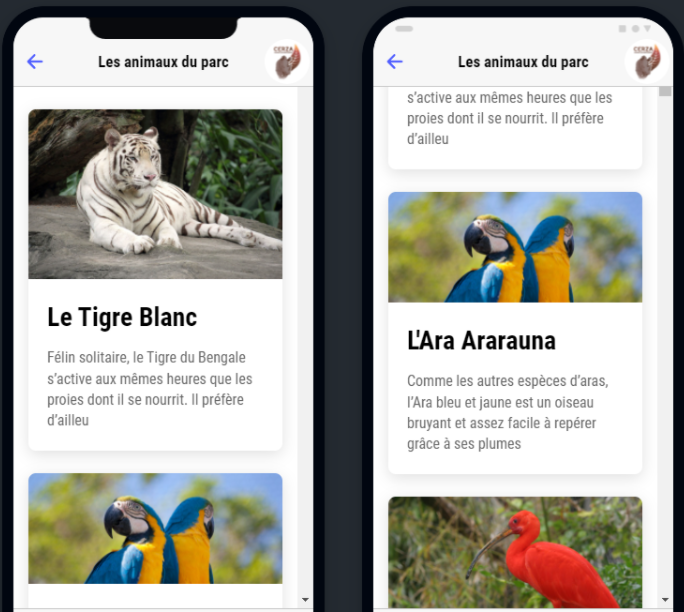 Les animaux du parc
CERZA
Le Tigre Blanc
Félin solitaire, le Tigre du Bengale
s'active aux mêmes heures que les
proies dont il se nourrit. Il préfère
d'ailleu
Les animaux du parc
CERZA
s'active aux mêmes heures que les
proies dont il se nourrit. Il préfère
d'ailleu
L'Ara Ararauna
Comme les autres espèces d'aras,
l'Ara bleu et jaune est un oiseau
bruyant et assez facile à repérer
grâce à ses plumes